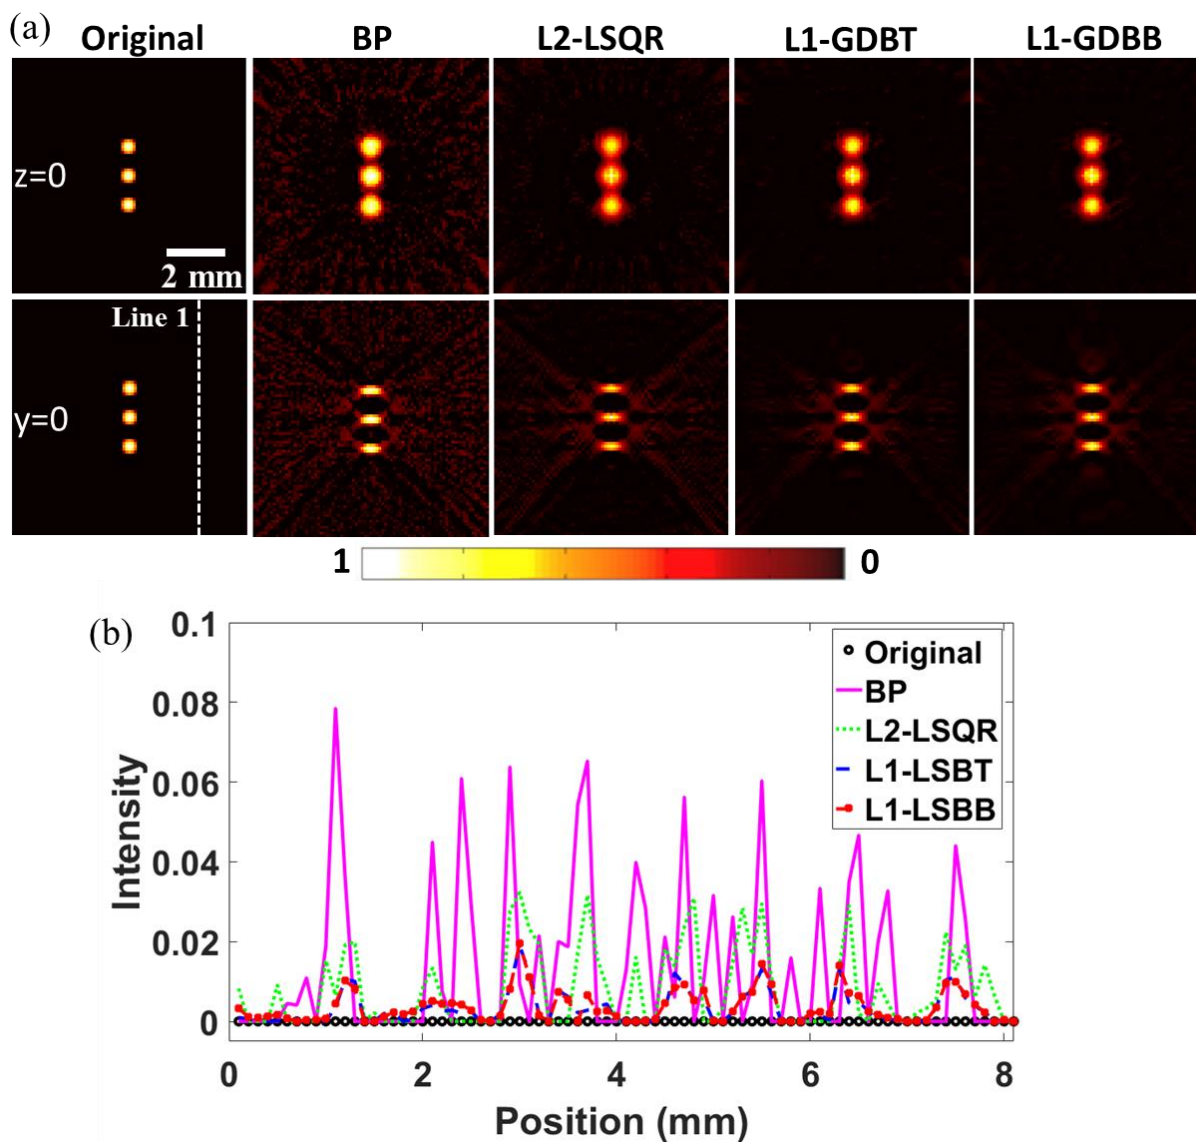 (a)
Original BP L2-LSQR L1-GDBT L1-GDBB
z=0
2 mm
Line 1
y=0
1 0
(b)
0.1
0.08
0.06
0.04
0.02
0
Intensity
Original
BP
L2-LSQR
L1-LSBT
L1-LSBB
0 2 4 6 8
Position (mm)